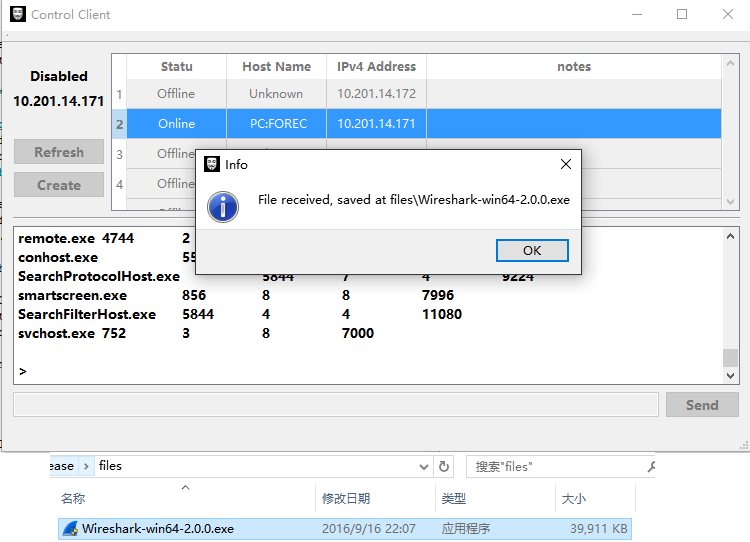 Control Client
Disabled
10.201.14.171
Refresh
Create
Statu Host Name IPv4 Address notes
1 Offline Unknown 10.201.14.172
2 Online PC:FOREC 10.201.14.171
3 Offline
4 Offline
Info
File received, saved at files\Wireshark-win64-2.0.0.exe
OK
remote.exe 4744 2
conhost.exe 55
SearchProtocolHost.exe 5844 7 4 9224
smartscreen.exe 856 8 8 7996
SearchFilterHost.exe 5844 4 4 11080
svchost.exe 752 3 8 7000
>
Send
ease › files
搜索"files"
名称 修改日期 类型 大小
Wireshark-win64-2.0.0.exe 2016/9/16 22:07 应用程序 39,911 KB